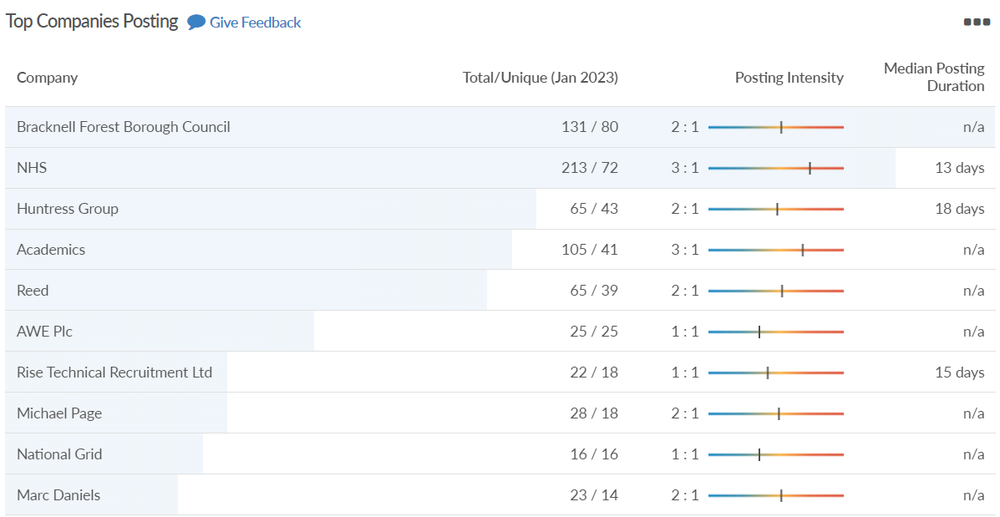 Top Companies Posting Give Feedback
Company Total/Unique (Jan 2023) Posting Intensity Median Posting
Duration
Bracknell Forest Borough Council 131 / 80 2 : 1 n/a
NHS 213 / 72 3 : 1 13 days
Huntress Group 65 / 43 2 : 1 18 days
Academics 105 / 41 3 : 1 n/a
Reed 65 / 39 2 : 1 n/a
AWE Plc 25 / 25 1 : 1 n/a
Rise Technical Recruitment Ltd 22 / 18 1 : 1 15 days
Michael Page 28 / 18 2 : 1 n/a
National Grid 16 / 16 1 : 1 n/a
Marc Daniels 23 / 14 2 : 1 n/a